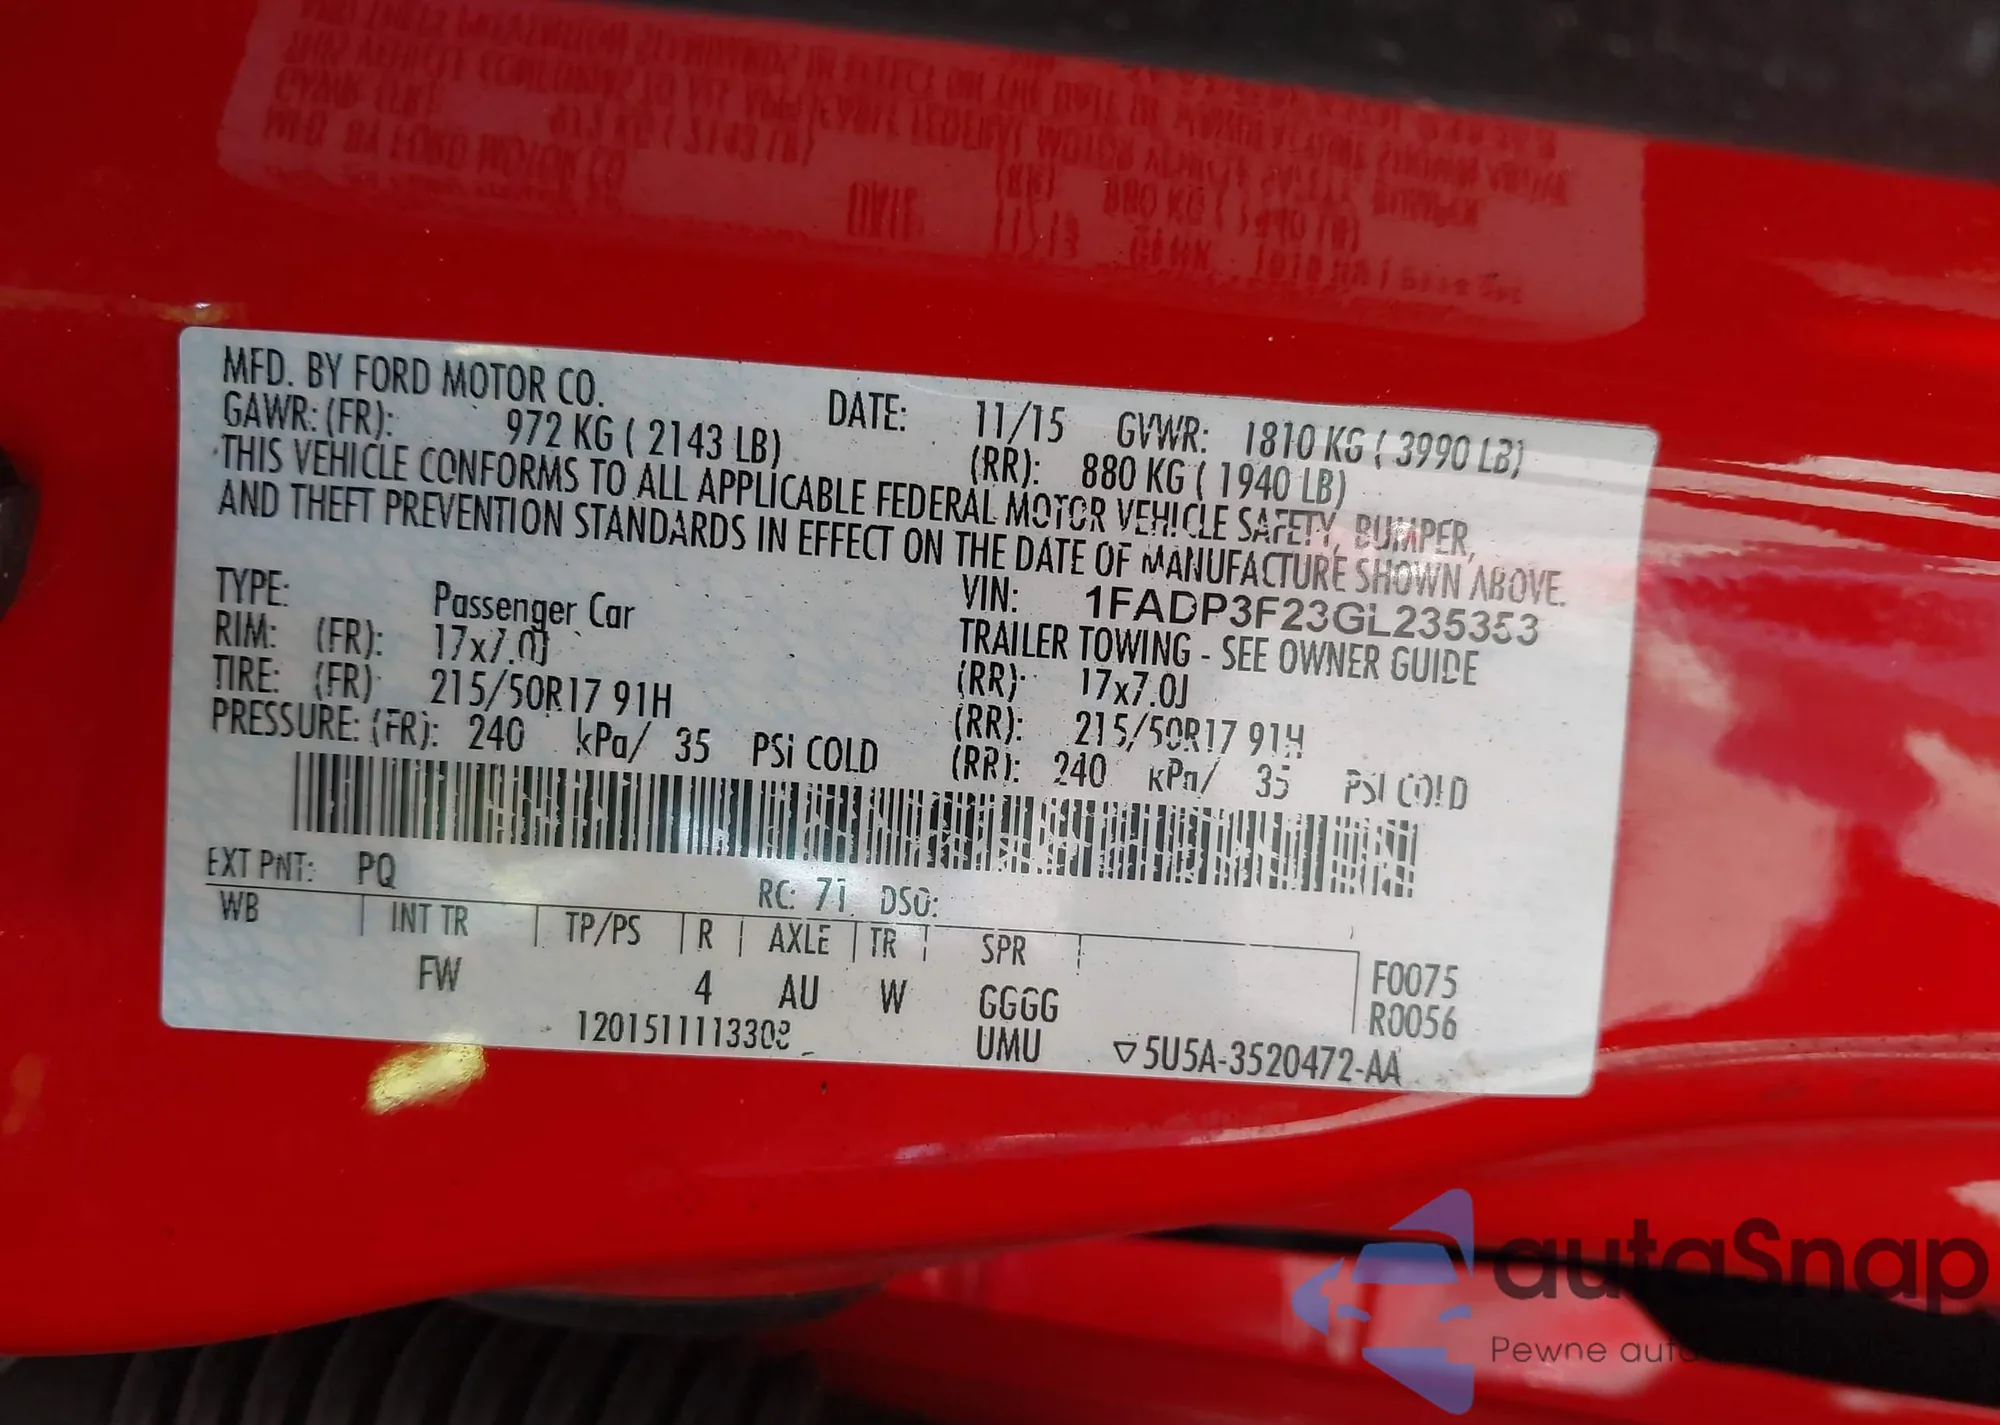 MFD. BY FORD MOTOR CO. DATE: 11/15 GVWR: 1810 KG ( 3990 LB)
GAWR: (FR): 972 KG ( 2143 LB) (RR): 880 KG ( 1940 LB)
THIS VEHICLE CONFORMS TO ALL APPLICABLE FEDERAL MOTOR VEHICLE SAFETY, BUMPER,
AND THEFT PREVENTION STANDARDS IN EFFECT ON THE DATE OF MANUFACTURE SHOWN ABOVE.
VIN: 1FADP3F23GL235353
TYPE: Passenger Car TRAILER TOWING - SEE OWNER GUIDE
RIM: (FR): 17x7.0J (RR): 17x7.0J
TIRE: (FR): 215/50R17 91H (RR): 215/50R17 91H
PRESSURE: (FR): 240 kPa/ 35 PSi COLD (RR): 240 kPa/ 35 PSI COLD
EXT PNT: PQ RC: 71 DSO:
WB INT TR TP/PS R AXLE TR SPR F0075
FW 4 AU W GGGG R0056
1201511113308 UMU ▽5U5A-3520472-AA
autaSnap
Pewne auta